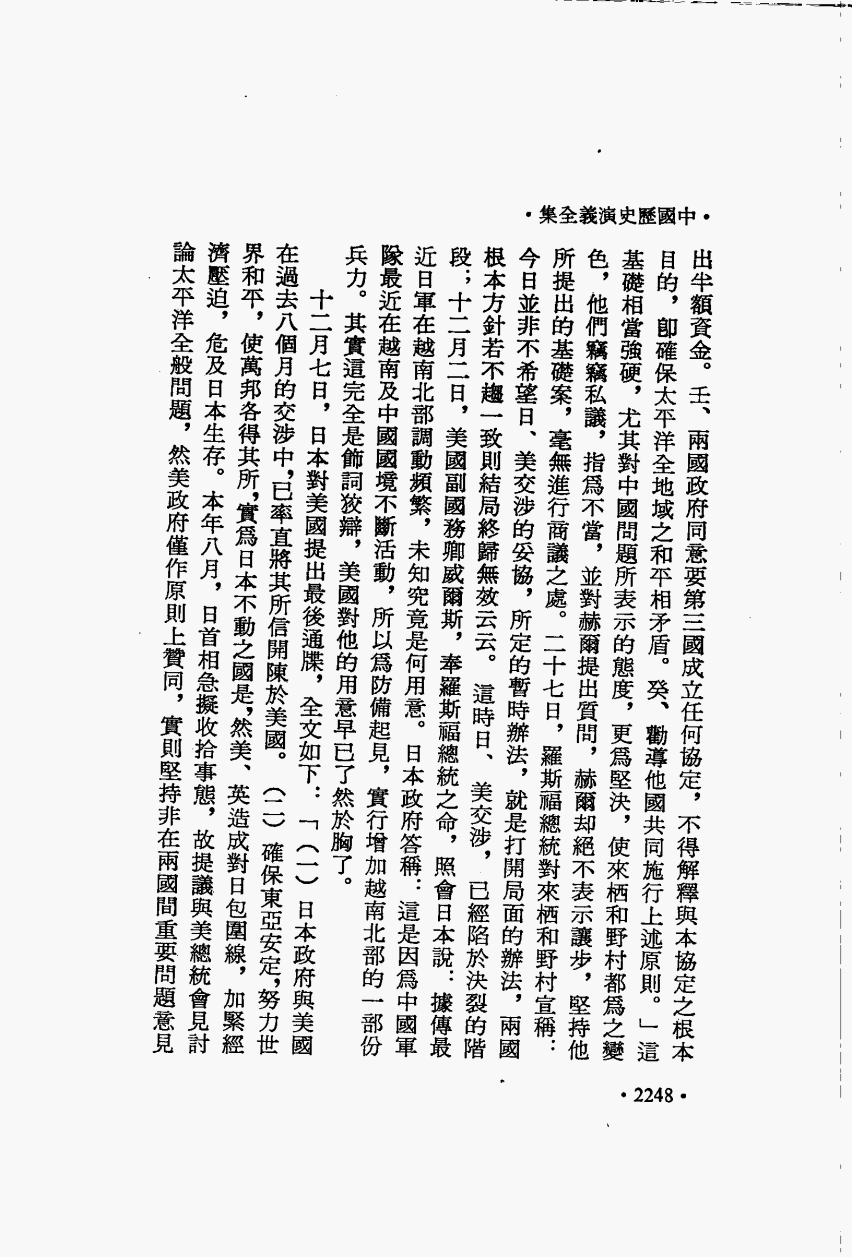 •中國歷史演義全集•
出半額資金。壬、兩國政府同意要第三國成立任何協定，不得解釋與本協定之根本
目的，卽確保太平洋全地域之和平相矛盾。癸、勸導他國共同施行上述原則。」這
基礎相當強硬，尤其對中國問題所表示的態度，更爲堅決，使來栖和野村都爲之變
色，他們竊竊私議，指爲不當，並對赫爾提出質問，赫爾却絕不表示讓步，堅持他
所提出的基礎案，毫無進行商議之處。二十七日，羅斯福總統對來栖和野村宣稱：
今日並非不希望日、美交涉的妥協，所定的暫時辦法，就是打開局面的辦法，兩國
根本方針若不趨一致則結局終歸無效云云。這時日、美交涉，已經陷於決裂的階
段；十二月二日，美國副國務卿威爾斯，奉羅斯福總統之命，照會日本說：據傳最
近日軍在越南北部調動頻繁，未知究竟是何用意。日本政府答稱：這是因爲中國軍
隊最近在越南及中國國境不斷活動，所以爲防備起見，實行增加越南北部的一部份
兵力。其實這完全是飾詞狡辯，美國對他的用意早已了然於胸了。
十二月七日，日本對美國提出最後通牒，全文如下：「（一）日本政府與美國
在過去八個月的交涉中，已率直將其所信開陳於美國。（二）確保東亞安定，努力世
界和平，使萬邦各得其所，實爲日本不動之國是，然美、英造成對日包圍線，加緊經
濟壓迫，危及日本生存。本年八月，日首相急擬收拾事態，故提議與美總統會見討
論太平洋全般問題，然美政府僅作原則上贊同，實則堅持非在兩國間重要問題意見
•2248•